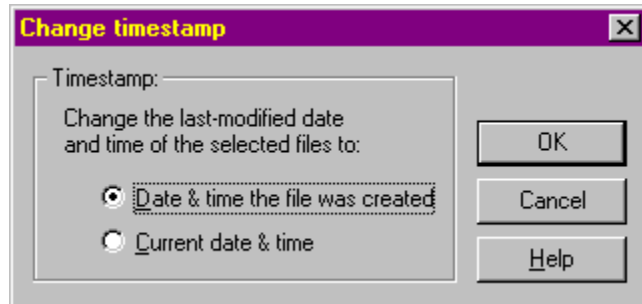 Change timestamp
Timestamp:
Change the last-modified date
and time of the selected files to:
Date & time the file was created
Current date & time
OK
Cancel
Help